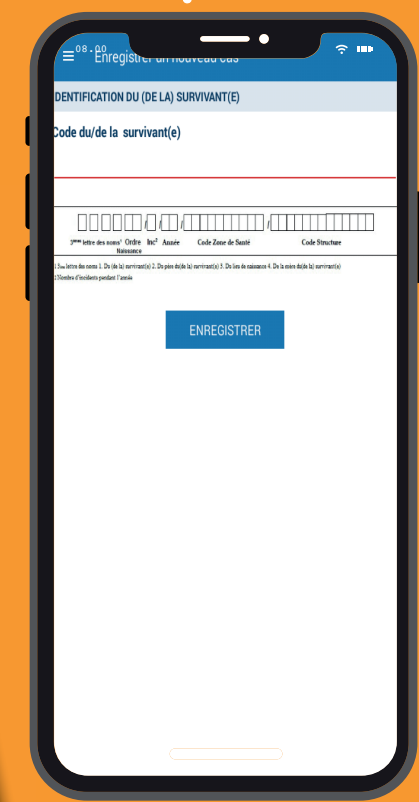 08.00
Enregistrer un nouveau cas
IDENTIFICATION DU (DE LA) SURVIVANT(E)
Code du/de la survivant(e)
3ème lettre des noms¹ Ordre Naissance Inc² Année Code Zone de Santé Code Structure
1 3ème lettre des noms 1. Du (de la) survivant(e) 2. Du père du(de la) survivant(e) 3. Du lieu de naissance 4. De la mère du(de la) survivant(e)
2 Nombre d'incidents pendant l'année
ENREGISTRER